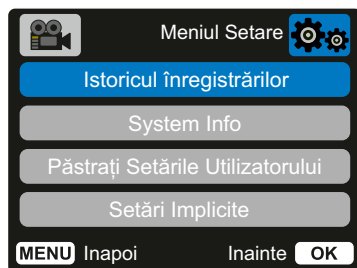 Meniul Setare
Istoricul înregistrărilor
System Info
Păstrați Setările Utilizatorului
Setări Implicite
MENU Inapoi Inainte OK